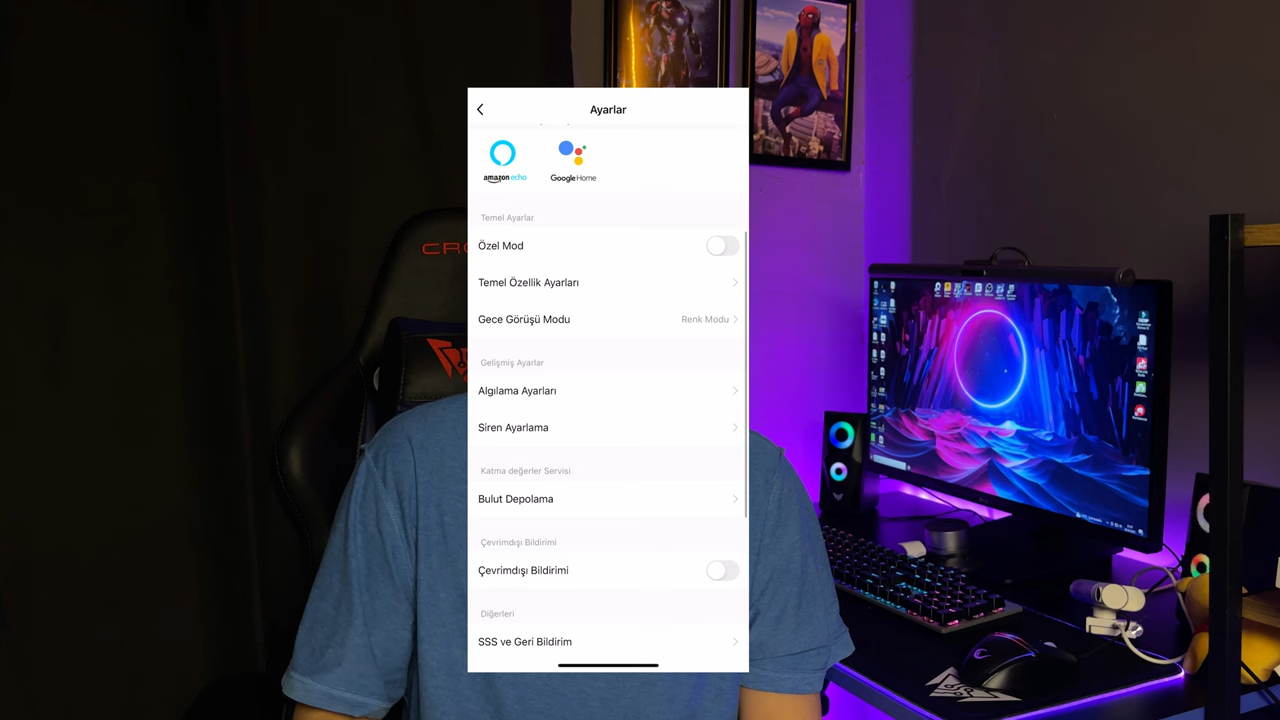 Ayarlar
amazon echo
Google Home
Temel Ayarlar
Özel Mod
Temel Özellik Ayarları
Gece Görüşü Modu
Renk Modu
Gelişmiş Ayarlar
Algılama Ayarları
Siren Ayarlama
Katma değerler Servisi
Bulut Depolama
Çevrimdışı Bildirimi
Çevrimdışı Bildirimi
Diğerleri
SSS ve Geri Bildirim